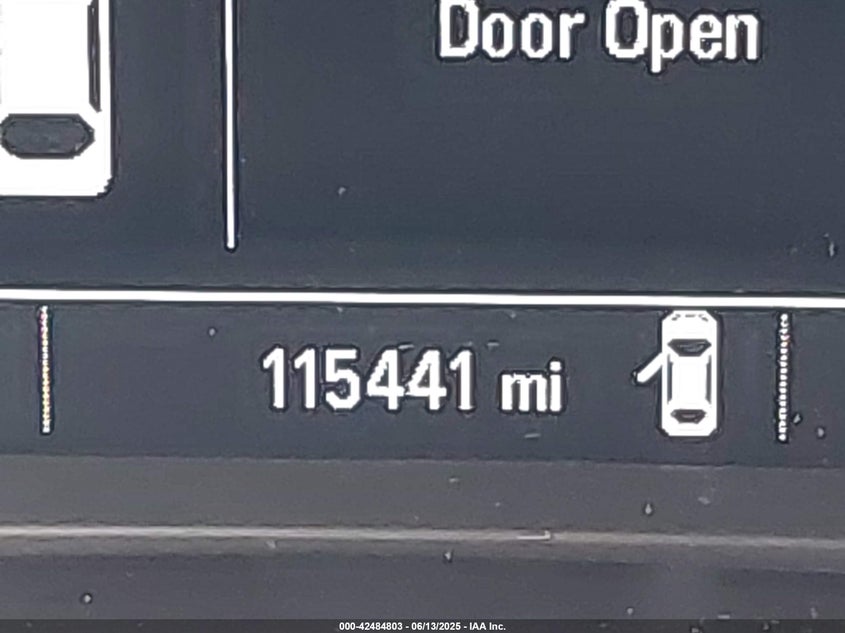 Door Open
115441 mi
000-42484803 - 06/13/2025 - IAA Inc.